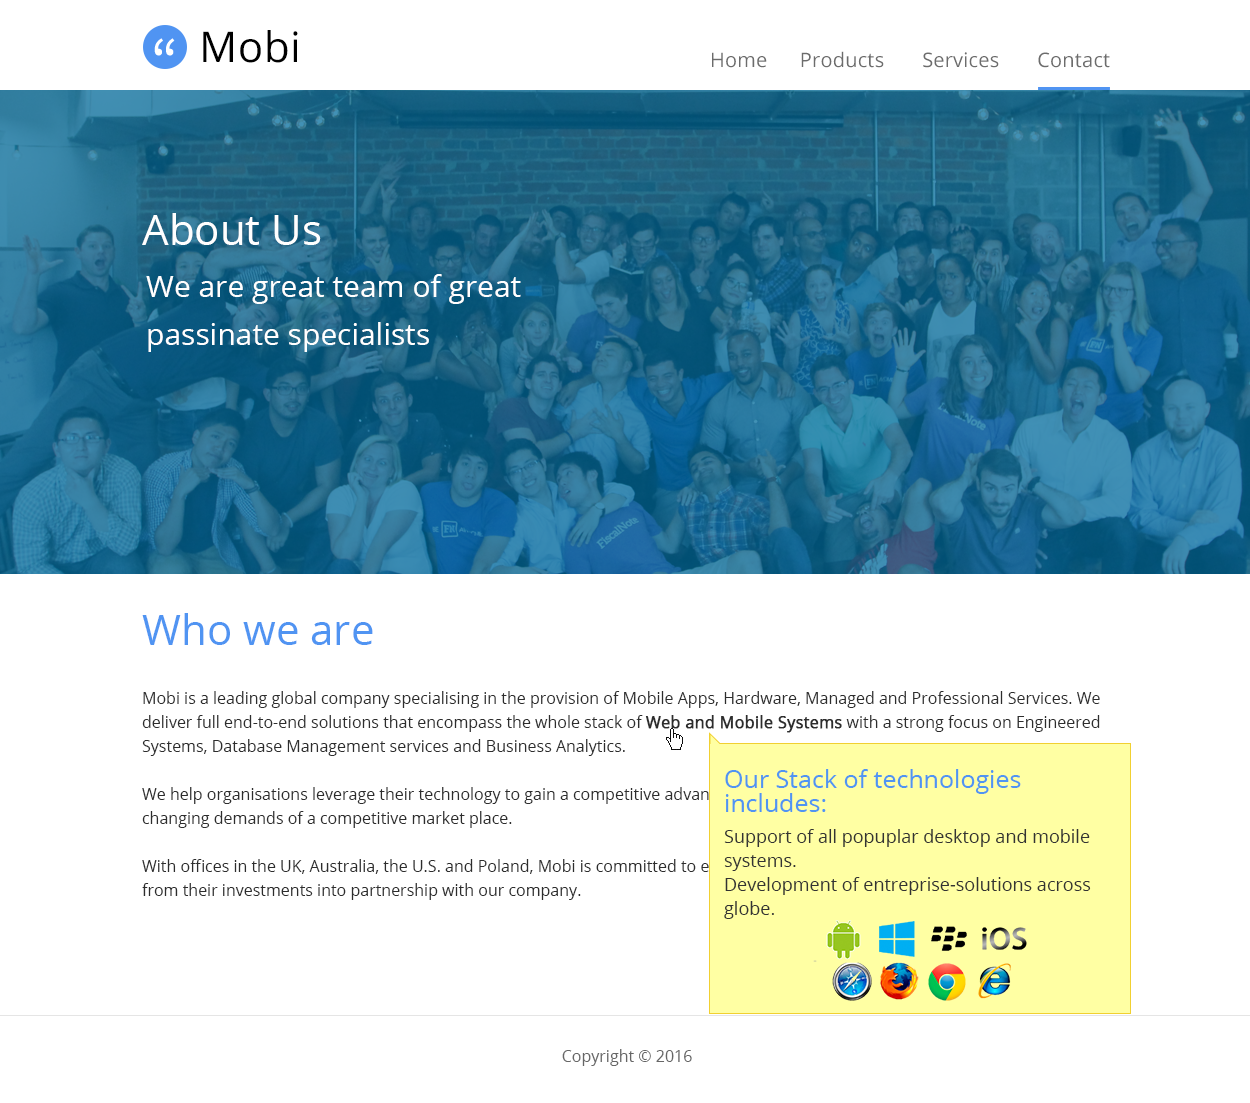 “ Mobi
Home Products Services Contact
About Us
We are great team of great
passinate specialists
FiscalNote
Who we are
Mobi is a leading global company specialising in the provision of Mobile Apps, Hardware, Managed and Professional Services. We
deliver full end-to-end solutions that encompass the whole stack of Web and Mobile Systems with a strong focus on Engineered
Systems, Database Management services and Business Analytics.
We help organisations leverage their technology to gain a competitive advan
changing demands of a competitive market place.
With offices in the UK, Australia, the U.S. and Poland, Mobi is committed to e
from their investments into partnership with our company.
Our Stack of technologies
includes:
Support of all popuplar desktop and mobile
systems.
Development of entreprise-solutions across
globe.
iOS
Copyright © 2016